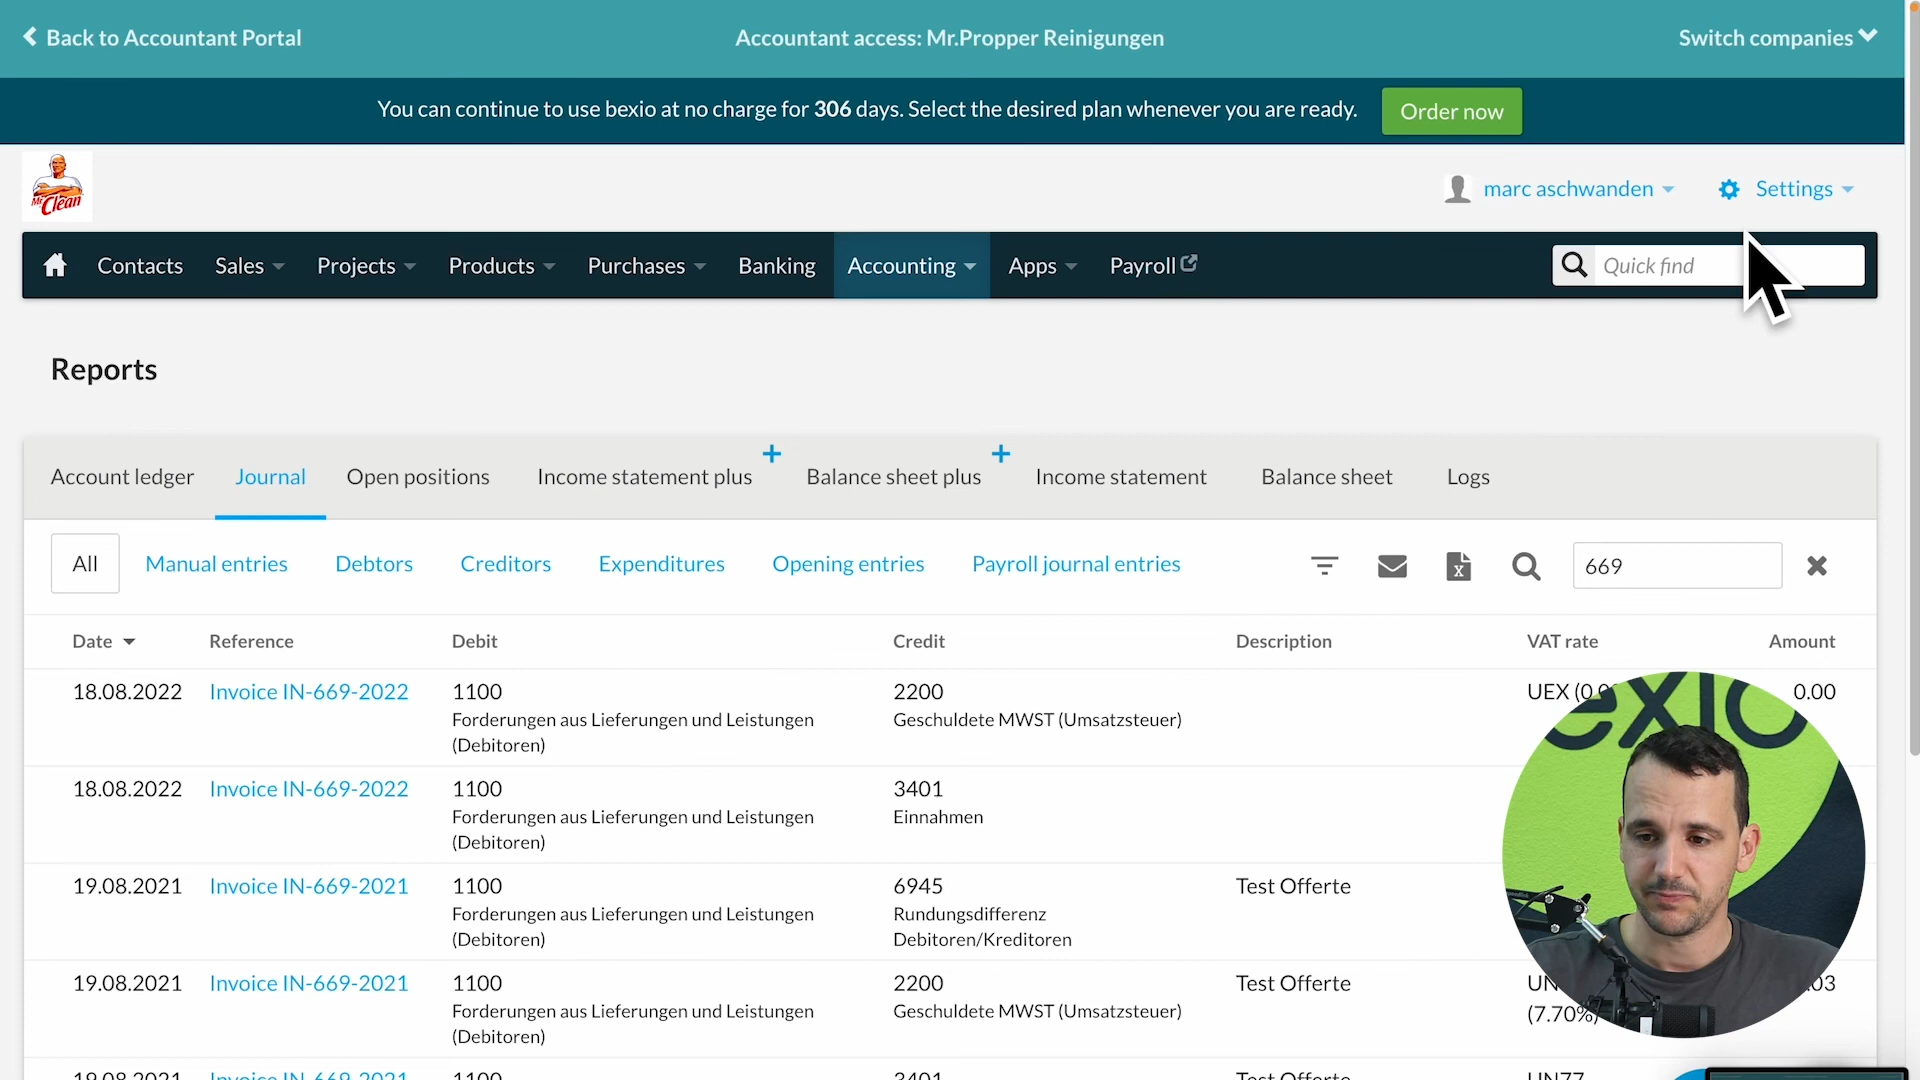 Back to Accountant Portal
Accountant access: Mr.Propper Reinigungen
Switch companies
You can continue to use bexio at no charge for 306 days. Select the desired plan whenever you are ready.
Order now
Mr Clean
marc aschwanden
Settings
Contacts
Sales
Projects
Products
Purchases
Banking
Accounting
Apps
Payroll
Quick find
Reports
Account ledger
Journal
Open positions
Income statement plus
Balance sheet plus
Income statement
Balance sheet
Logs
All
Manual entries
Debtors
Creditors
Expenditures
Opening entries
Payroll journal entries
669
Date
Reference
Debit
Credit
Description
VAT rate
Amount
18.08.2022
Invoice IN-669-2022
1100
Forderungen aus Lieferungen und Leistungen
(Debitoren)
2200
Geschuldete MWST (Umsatzsteuer)
UEX
0.00
18.08.2022
Invoice IN-669-2022
1100
Forderungen aus Lieferungen und Leistungen
(Debitoren)
3401
Einnahmen
19.08.2021
Invoice IN-669-2021
1100
Forderungen aus Lieferungen und Leistungen
(Debitoren)
6945
Rundungsdifferenz
Debitoren/Kreditoren
Test Offerte
19.08.2021
Invoice IN-669-2021
1100
Forderungen aus Lieferungen und Leistungen
(Debitoren)
2200
Geschuldete MWST (Umsatzsteuer)
Test Offerte
(7.70%)